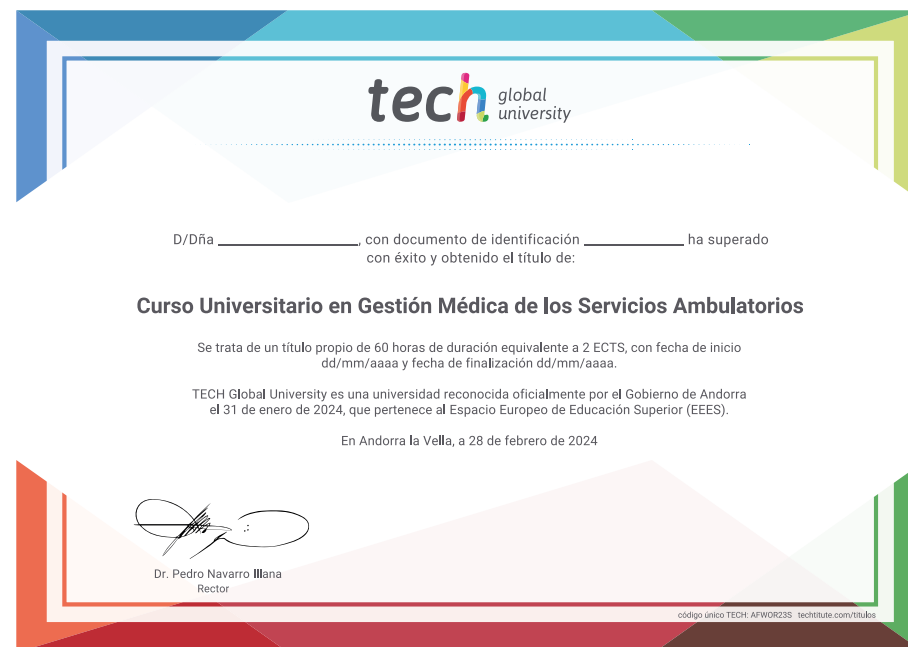 tech global university
D/Dña ____________________, con documento de identificación ______________ ha superado
con éxito y obtenido el título de:
Curso Universitario en Gestión Médica de los Servicios Ambulatorios
Se trata de un título propio de 60 horas de duración equivalente a 2 ECTS, con fecha de inicio
dd/mm/aaaa y fecha de finalización dd/mm/aaaa.
TECH Global University es una universidad reconocida oficialmente por el Gobierno de Andorra
el 31 de enero de 2024, que pertenece al Espacio Europeo de Educación Superior (EEES).
En Andorra la Vella, a 28 de febrero de 2024
Dr. Pedro Navarro Illana
Rector
código único TECH: AFWOR23S techtitute.com/titulos